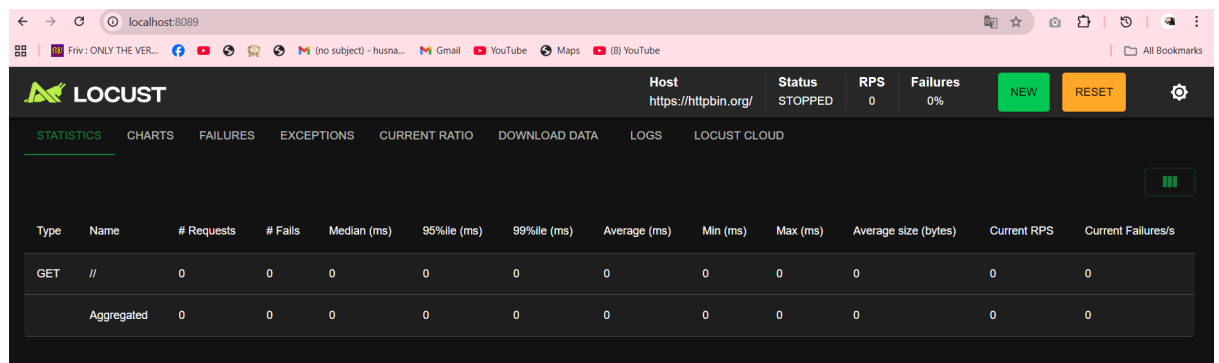 localhost:8089
Friv : ONLY THE VER... M (no subject) - husna... Gmail YouTube Maps (8) YouTube All Bookmarks
LOCUST
Host Status RPS Failures NEW RESET
https://httpbin.org/ STOPPED 0 0%
STATISTICS CHARTS FAILURES EXCEPTIONS CURRENT RATIO DOWNLOAD DATA LOGS LOCUST CLOUD
Type Name # Requests # Fails Median (ms) 95%ile (ms) 99%ile (ms) Average (ms) Min (ms) Max (ms) Average size (bytes) Current RPS Current Failures/s
GET // 0 0 0 0 0 0 0 0 0 0 0
Aggregated 0 0 0 0 0 0 0 0 0 0 0